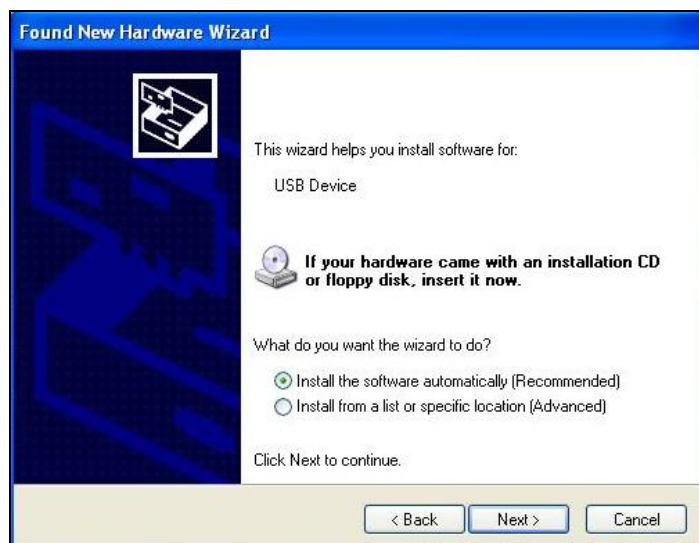 Found New Hardware Wizard
This wizard helps you install software for:
USB Device
If your hardware came with an installation CD
or floppy disk, insert it now.
What do you want the wizard to do?
Install the software automatically (Recommended)
Install from a list or specific location (Advanced)
Click Next to continue.
< Back
Next >
Cancel